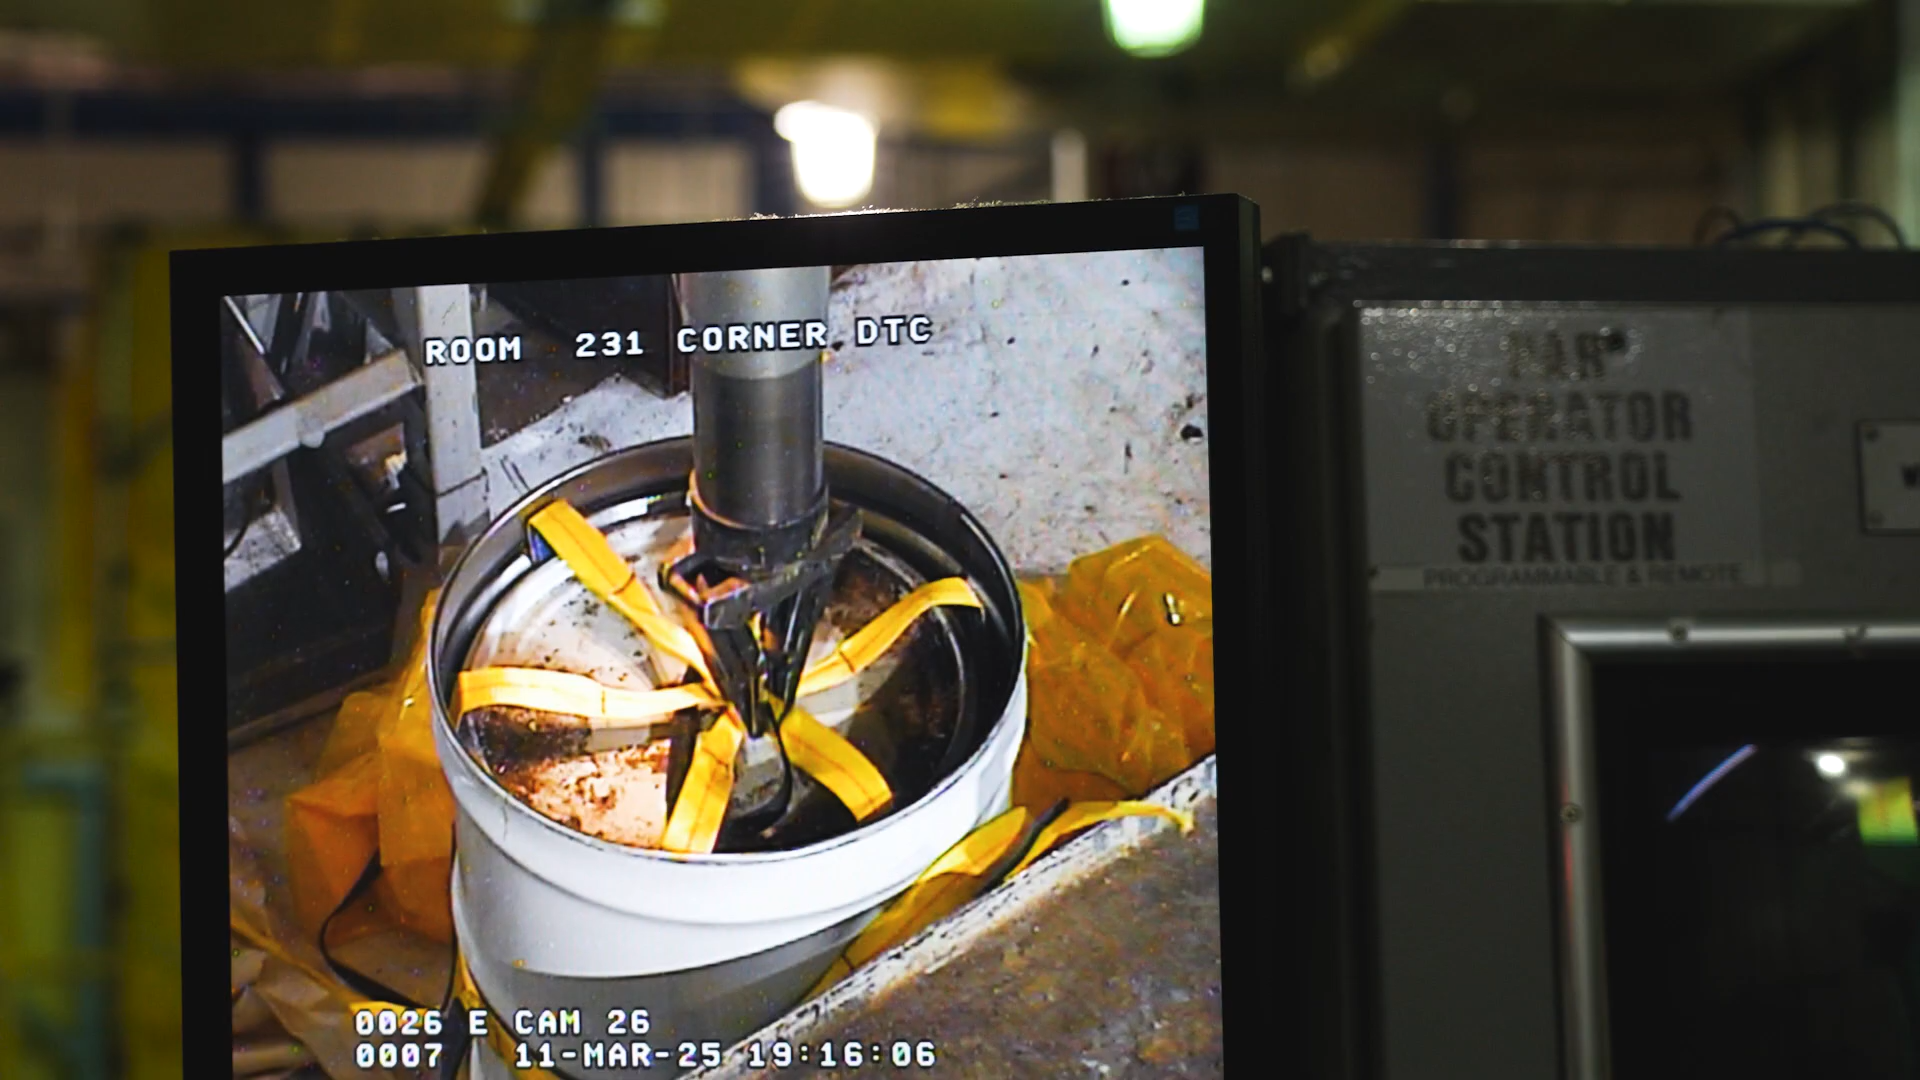 ROOM 231 CORNER DTC
0026 E CAM 26
0007 11-MAR-25 19:16:06
PAR
OPERATOR
CONTROL
STATION
PROGRAMMABLE & REMOTE